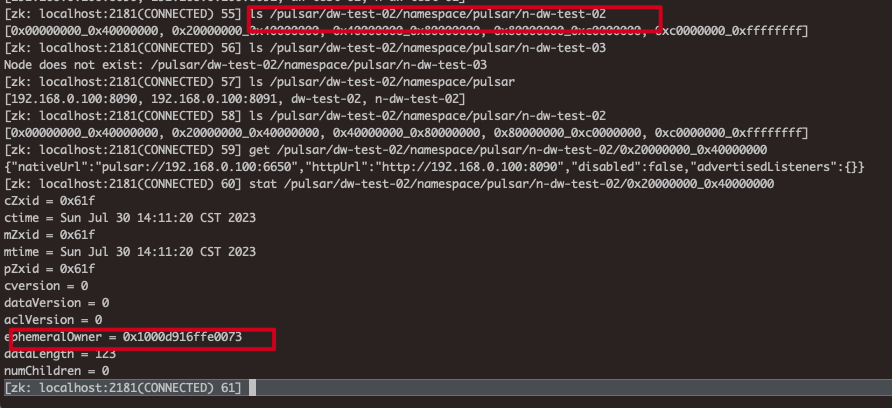 [zk: localhost:2181(CONNECTED) 55] ls /pulsar/dw-test-02/namespace/pulsar/n-dw-test-02
[0x00000000_0x40000000, 0x20000000_0x40000000, 0x40000000_0x80000000, 0x80000000_0xc0000000, 0xc0000000_0xffffffff]
[zk: localhost:2181(CONNECTED) 56] ls /pulsar/dw-test-02/namespace/pulsar/n-dw-test-03
Node does not exist: /pulsar/dw-test-02/namespace/pulsar/n-dw-test-03
[zk: localhost:2181(CONNECTED) 57] ls /pulsar/dw-test-02/namespace/pulsar
[192.168.0.100:8090, 192.168.0.100:8091, dw-test-02, n-dw-test-02]
[zk: localhost:2181(CONNECTED) 58] ls /pulsar/dw-test-02/namespace/pulsar/n-dw-test-02
[0x00000000_0x40000000, 0x20000000_0x40000000, 0x40000000_0x80000000, 0x80000000_0xc0000000, 0xc0000000_0xffffffff]
[zk: localhost:2181(CONNECTED) 59] get /pulsar/dw-test-02/namespace/pulsar/n-dw-test-02/0x20000000_0x40000000
{"nativeUrl":"pulsar://192.168.0.100:6650","httpUrl":"http://192.168.0.100:8090","disabled":false,"advertisedListeners":{}}
[zk: localhost:2181(CONNECTED) 60] stat /pulsar/dw-test-02/namespace/pulsar/n-dw-test-02/0x20000000_0x40000000
cZxid = 0x61f
ctime = Sun Jul 30 14:11:20 CST 2023
mZxid = 0x61f
mtime = Sun Jul 30 14:11:20 CST 2023
pZxid = 0x61f
cversion = 0
dataVersion = 0
aclVersion = 0
ephemeralOwner = 0x1000d916ffe0073
dataLength = 123
numChildren = 0
[zk: localhost:2181(CONNECTED) 61]